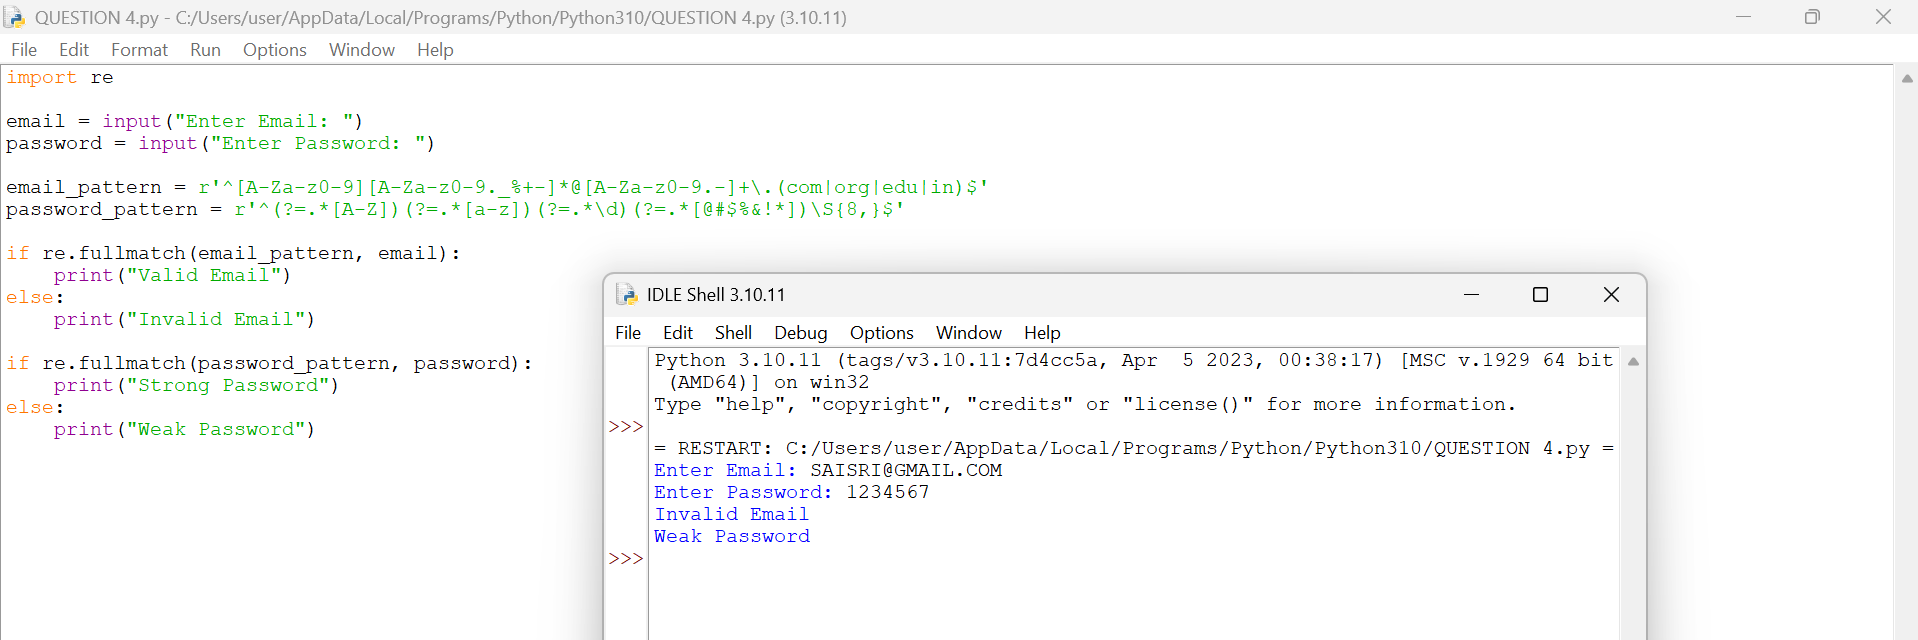 QUESTION 4.py - C:/Users/user/AppData/Local/Programs/Python/Python310/QUESTION 4.py (3.10.11)
File Edit Format Run Options Window Help
import re

email = input("Enter Email: ")
password = input("Enter Password: ")

email_pattern = r'^[A-Za-z0-9][A-Za-z0-9._%+-]*@[A-Za-z0-9.-]+\.(com|org|edu|in)$'
password_pattern = r'^(?=.*[A-Z])(?=.*[a-z])(?=.*\d)(?=.*[@#$%&!*])\S{8,}$'

if re.fullmatch(email_pattern, email):
    print("Valid Email")
else:
    print("Invalid Email")

if re.fullmatch(password_pattern, password):
    print("Strong Password")
else:
    print("Weak Password")

IDLE Shell 3.10.11
File Edit Shell Debug Options Window Help
Python 3.10.11 (tags/v3.10.11:7d4cc5a, Apr  5 2023, 00:38:17) [MSC v.1929 64 bit
 (AMD64)] on win32
Type "help", "copyright", "credits" or "license()" for more information.
>>>
= RESTART: C:/Users/user/AppData/Local/Programs/Python/Python310/QUESTION 4.py =
Enter Email: SAISRI@GMAIL.COM
Enter Password: 1234567
Invalid Email
Weak Password
>>>